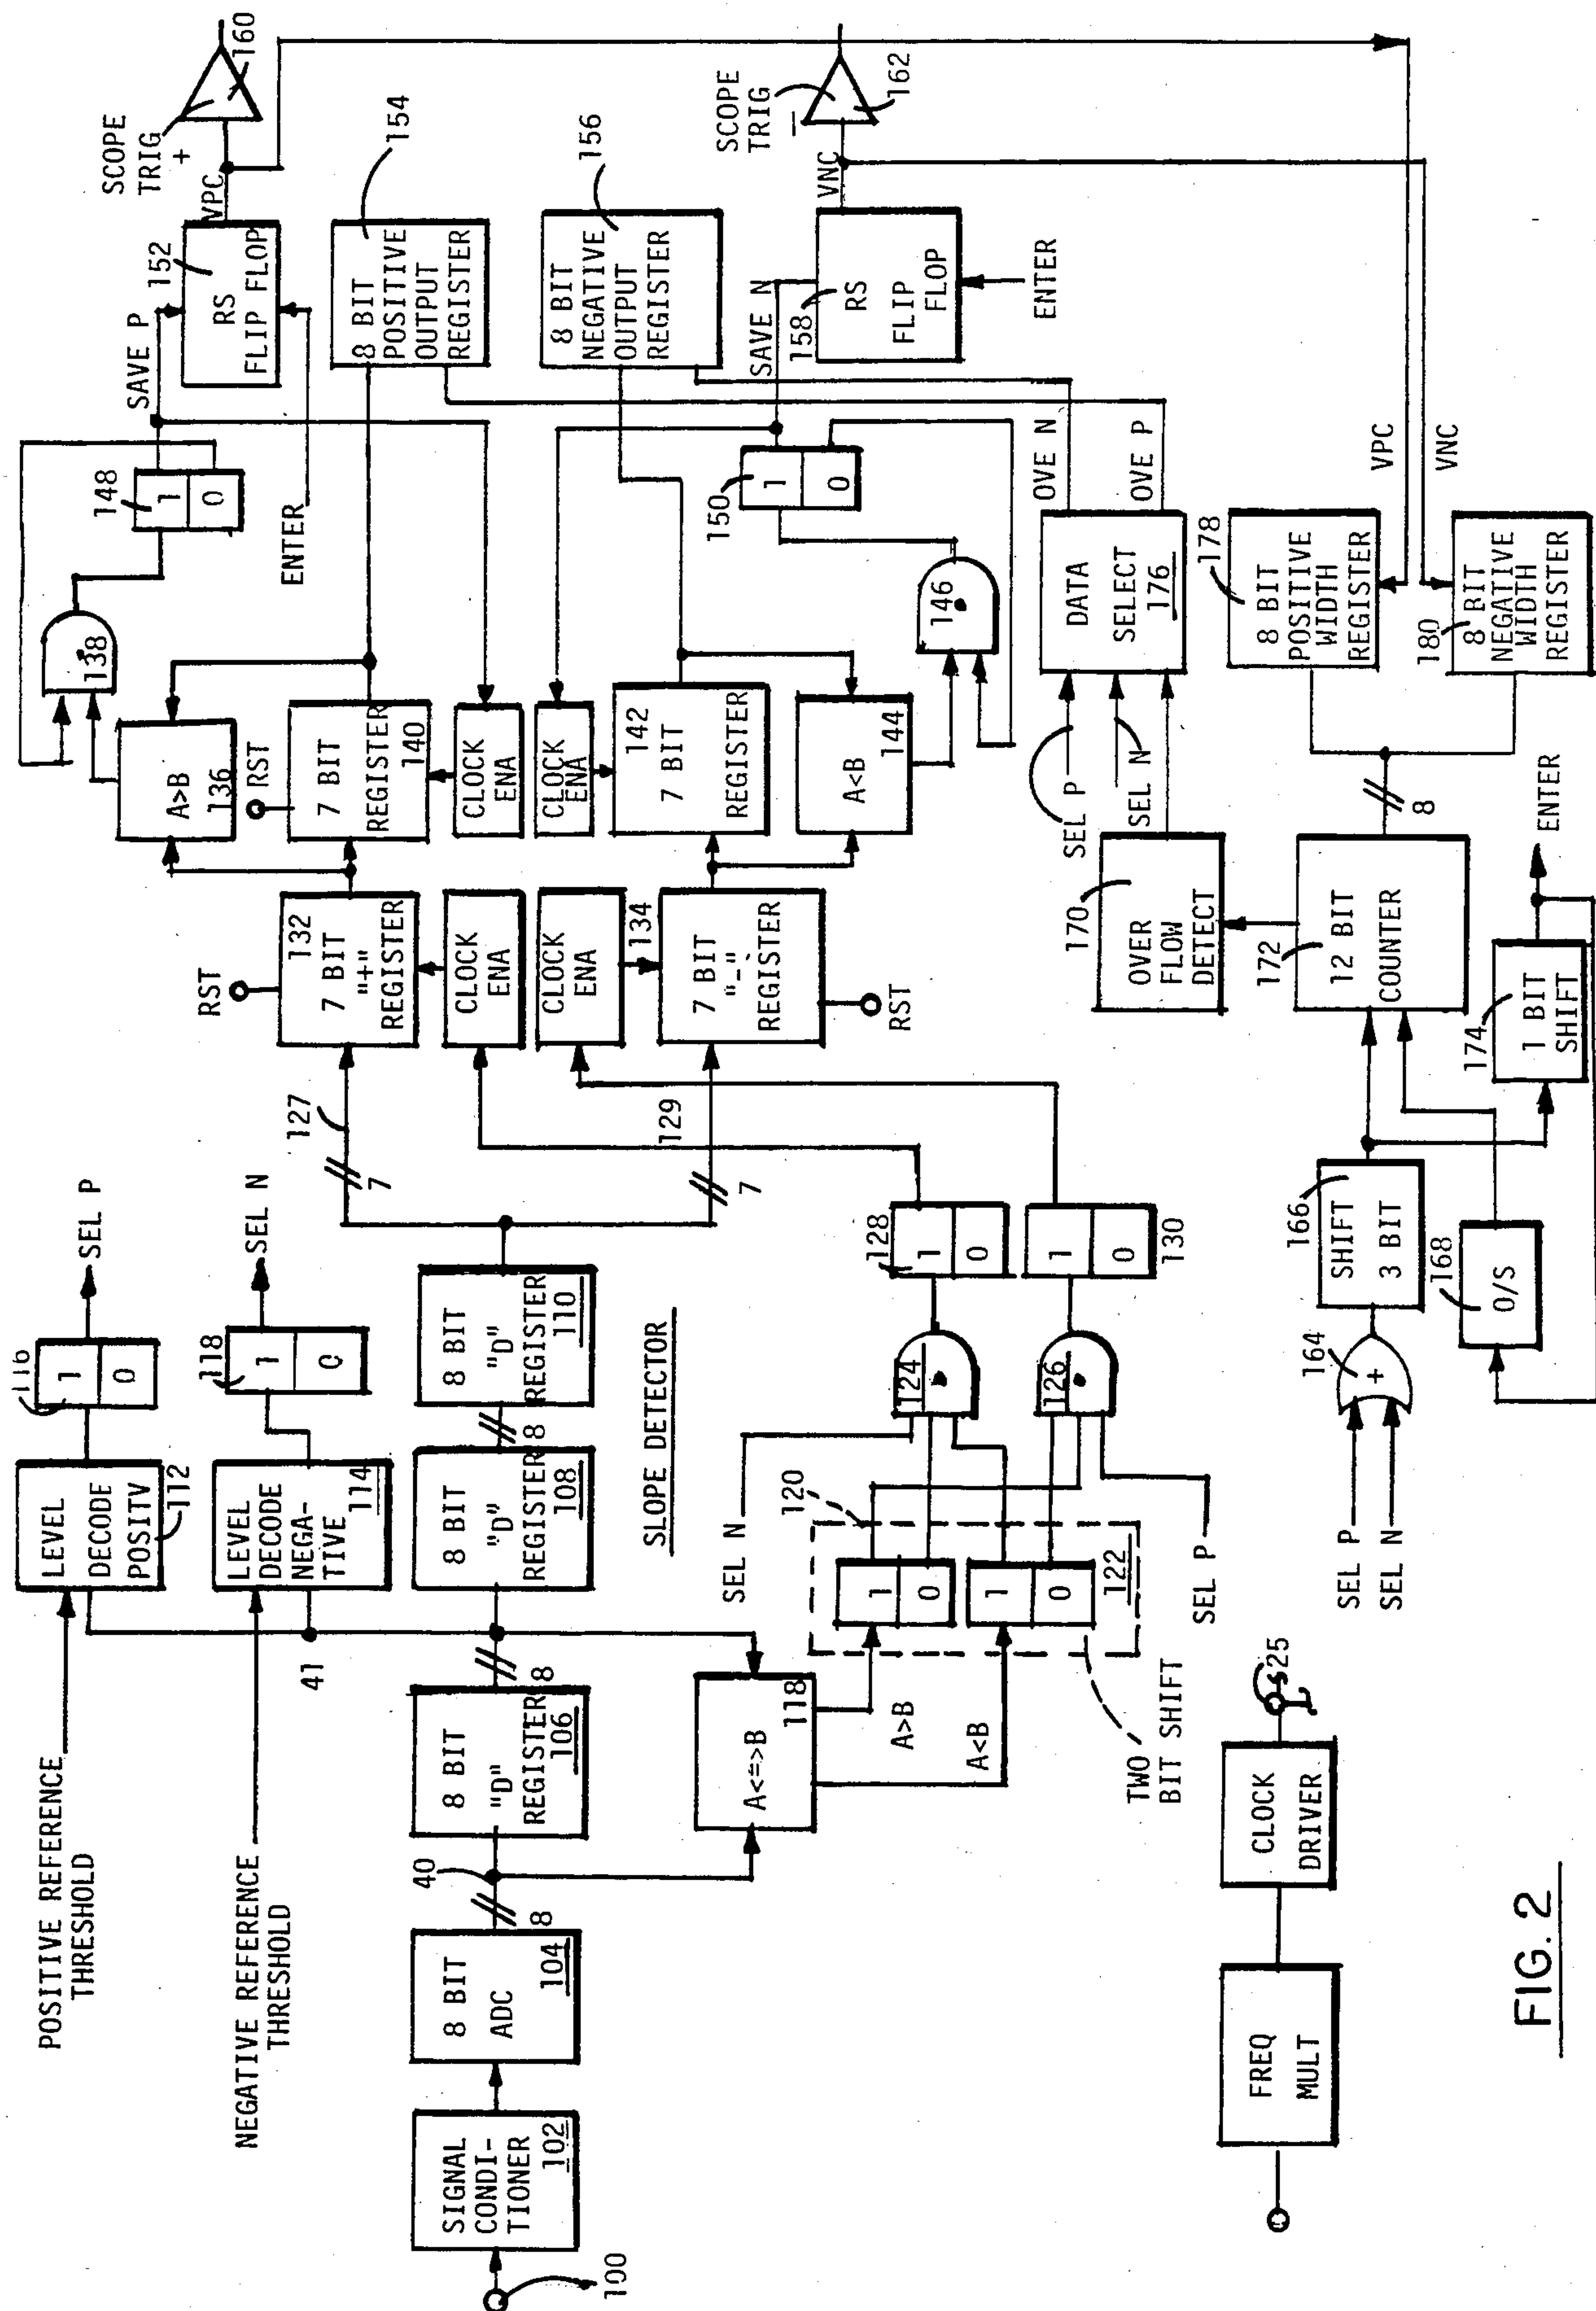 POSITIVE REFERENCE
THRESHOLD
NEGATIVE REFERENCE
THRESHOLD
100
SIGNAL
CONDI-
TIONER
102
8 BIT
ADC
104
8
40
8 BIT
"D"
REGISTER
106
8
41
LEVEL
DECODE
POSITV
112
LEVEL
DECODE
NEGA-
TIVE
114
116
1
0
SEL P
118
1
0
SEL N
8 BIT
"D"
REGISTER
108
8
8 BIT
"D"
REGISTER
110
SLOPE DETECTOR
A<=>B
118
A>B
A<B
TWO
BIT SHIFT
120
1
0
1
0
122
SEL N
SEL P
124
126
128
1
0
1
0
130
127
7
129
7
RST
132
7 BIT
"+"
REGISTER
CLOCK
ENA
CLOCK
ENA
134
7 BIT
"-"
REGISTER
RST
A>B
136
RST
7 BIT
REGISTER
140
CLOCK
ENA
CLOCK
ENA
142
7 BIT
REGISTER
A<B
144
138
146
148
1
0
150
1
0
ENTER
SAVE P
152
RS
FLIP FLOP
VPC
SCOPE
TRIG
+
160
8 BIT
POSITIVE
OUTPUT
REGISTER
154
8 BIT
NEGATIVE
OUTPUT
REGISTER
156
SAVE N
158
RS
FLIP
FLOP
ENTER
VNC
SCOPE
TRIG
-
162
FREQ
MULT
CLOCK
DRIVER
25
SEL P
SEL N
164
+
166
SHIFT
3 BIT
168
O/S
170
OVER
FLOW
DETECT
172
12 BIT
COUNTER
174
1 BIT
SHIFT
ENTER
8
SEL P
SEL N
DATA
SELECT
176
OVE N
OVE P
178
8 BIT
POSITIVE
WIDTH
REGISTER
180
8 BIT
NEGATIVE
WIDTH
REGISTER
VPC
VNC
FIG. 2